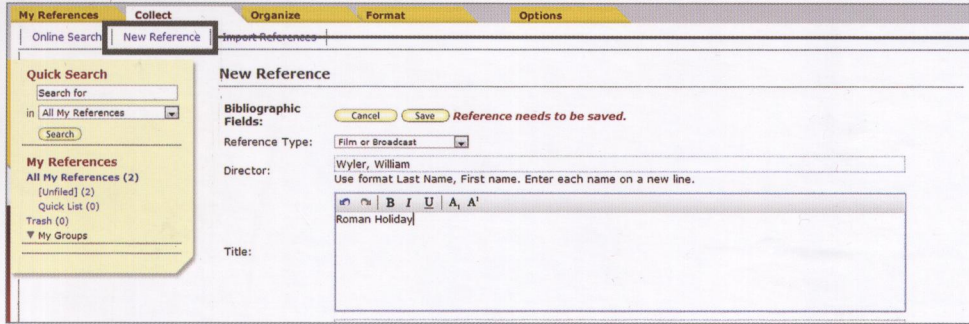 My References Collect Organize Format Options
Online Search New Reference Import References
Quick Search
Search for
in All My References
Search
My References
All My References (2)
[Unfiled] (2)
Quick List (0)
Trash (0)
▼ My Groups
New Reference
Bibliographic
Fields:
Cancel Save Reference needs to be saved.
Reference Type: Film or Broadcast
Director: Wyler, William
Use format Last Name, First name. Enter each name on a new line.
B I U A₁ A¹
Roman Holiday
Title: